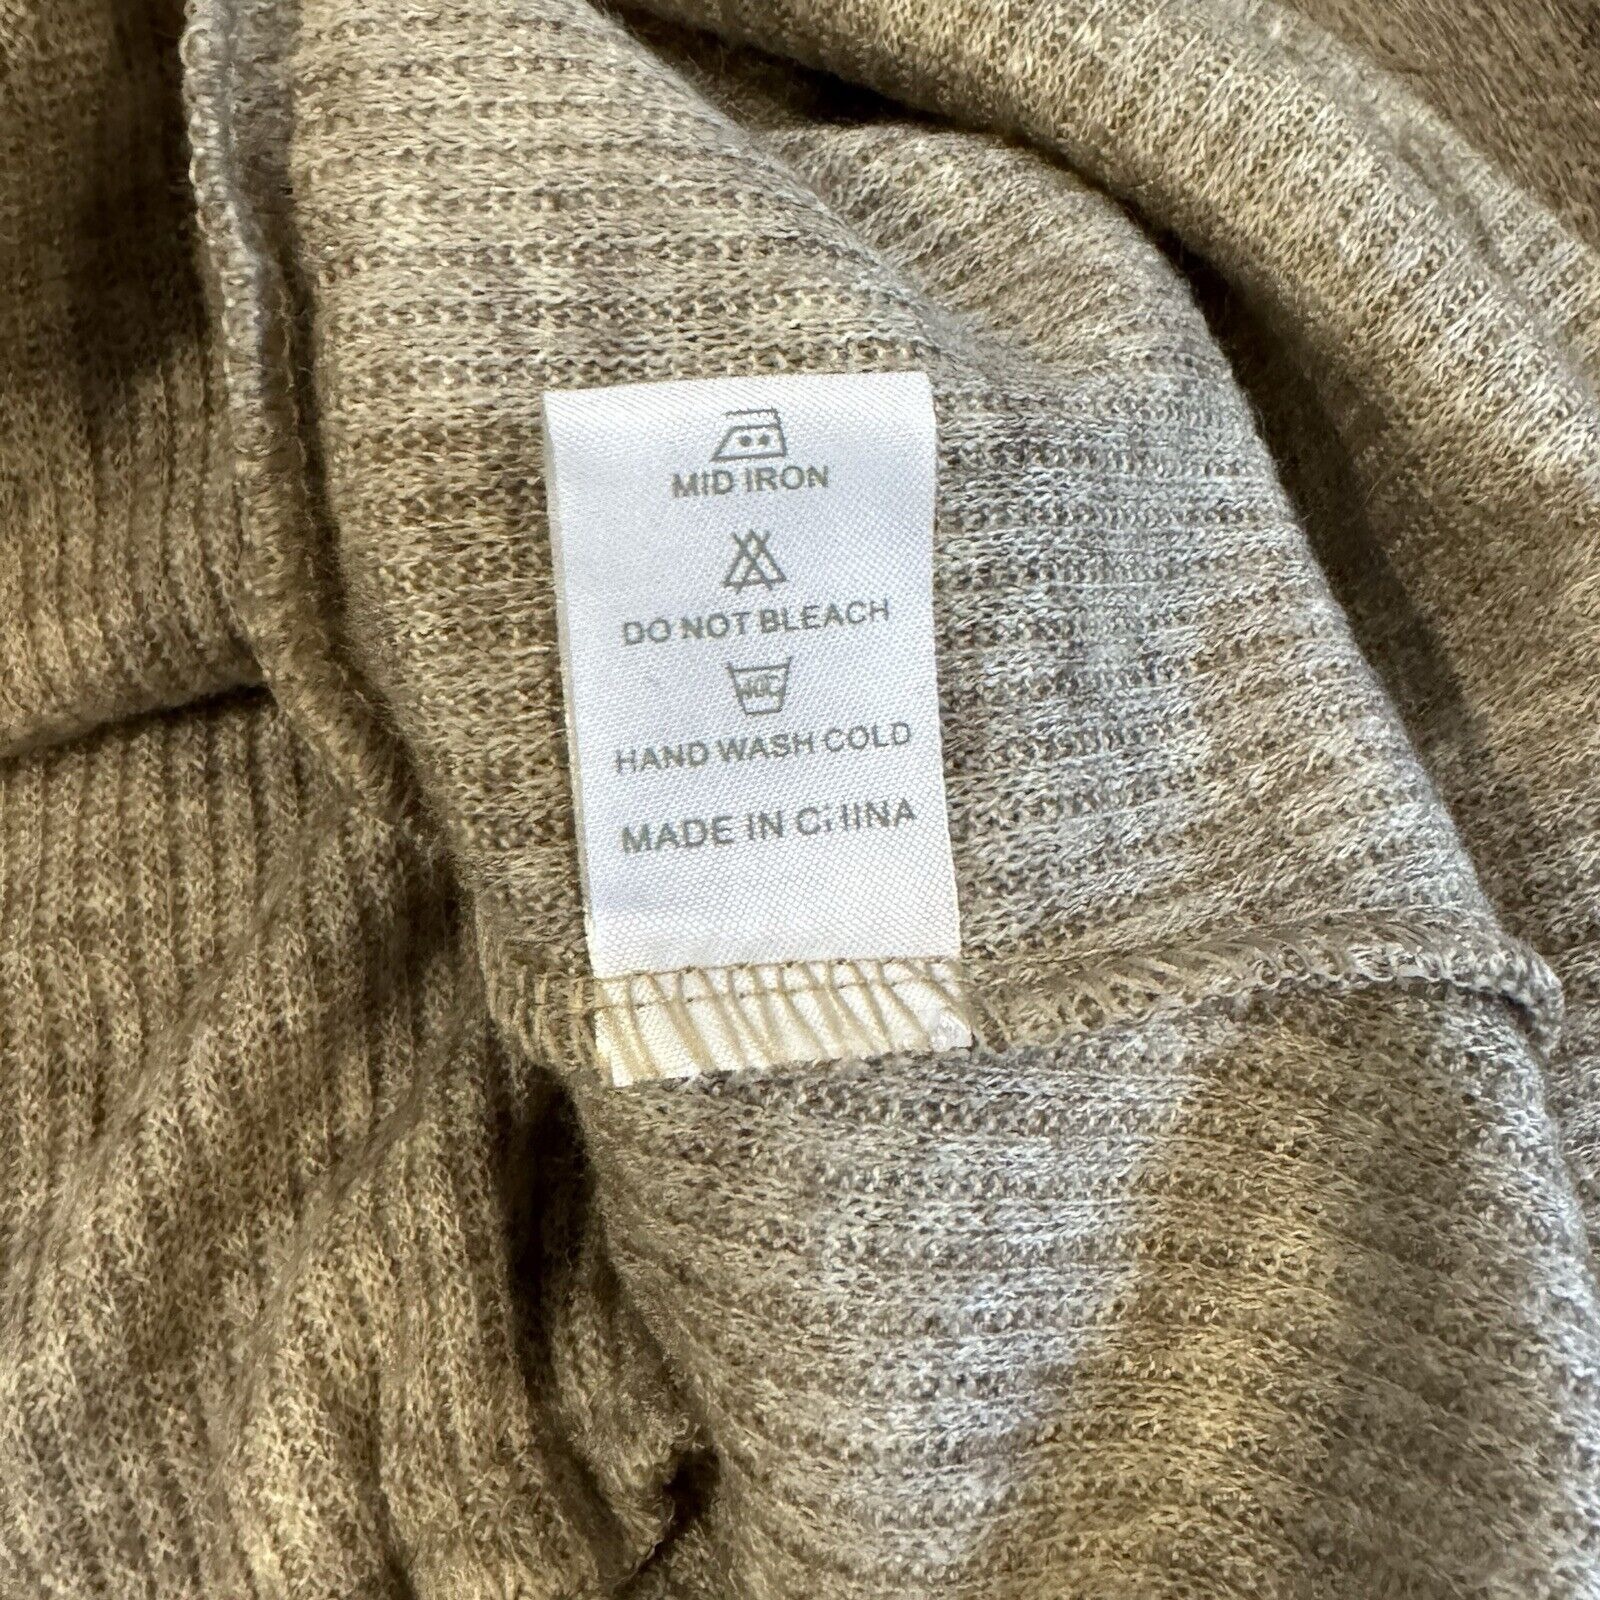 MID IRON
DO NOT BLEACH
HAND WASH COLD
MADE IN CHINA